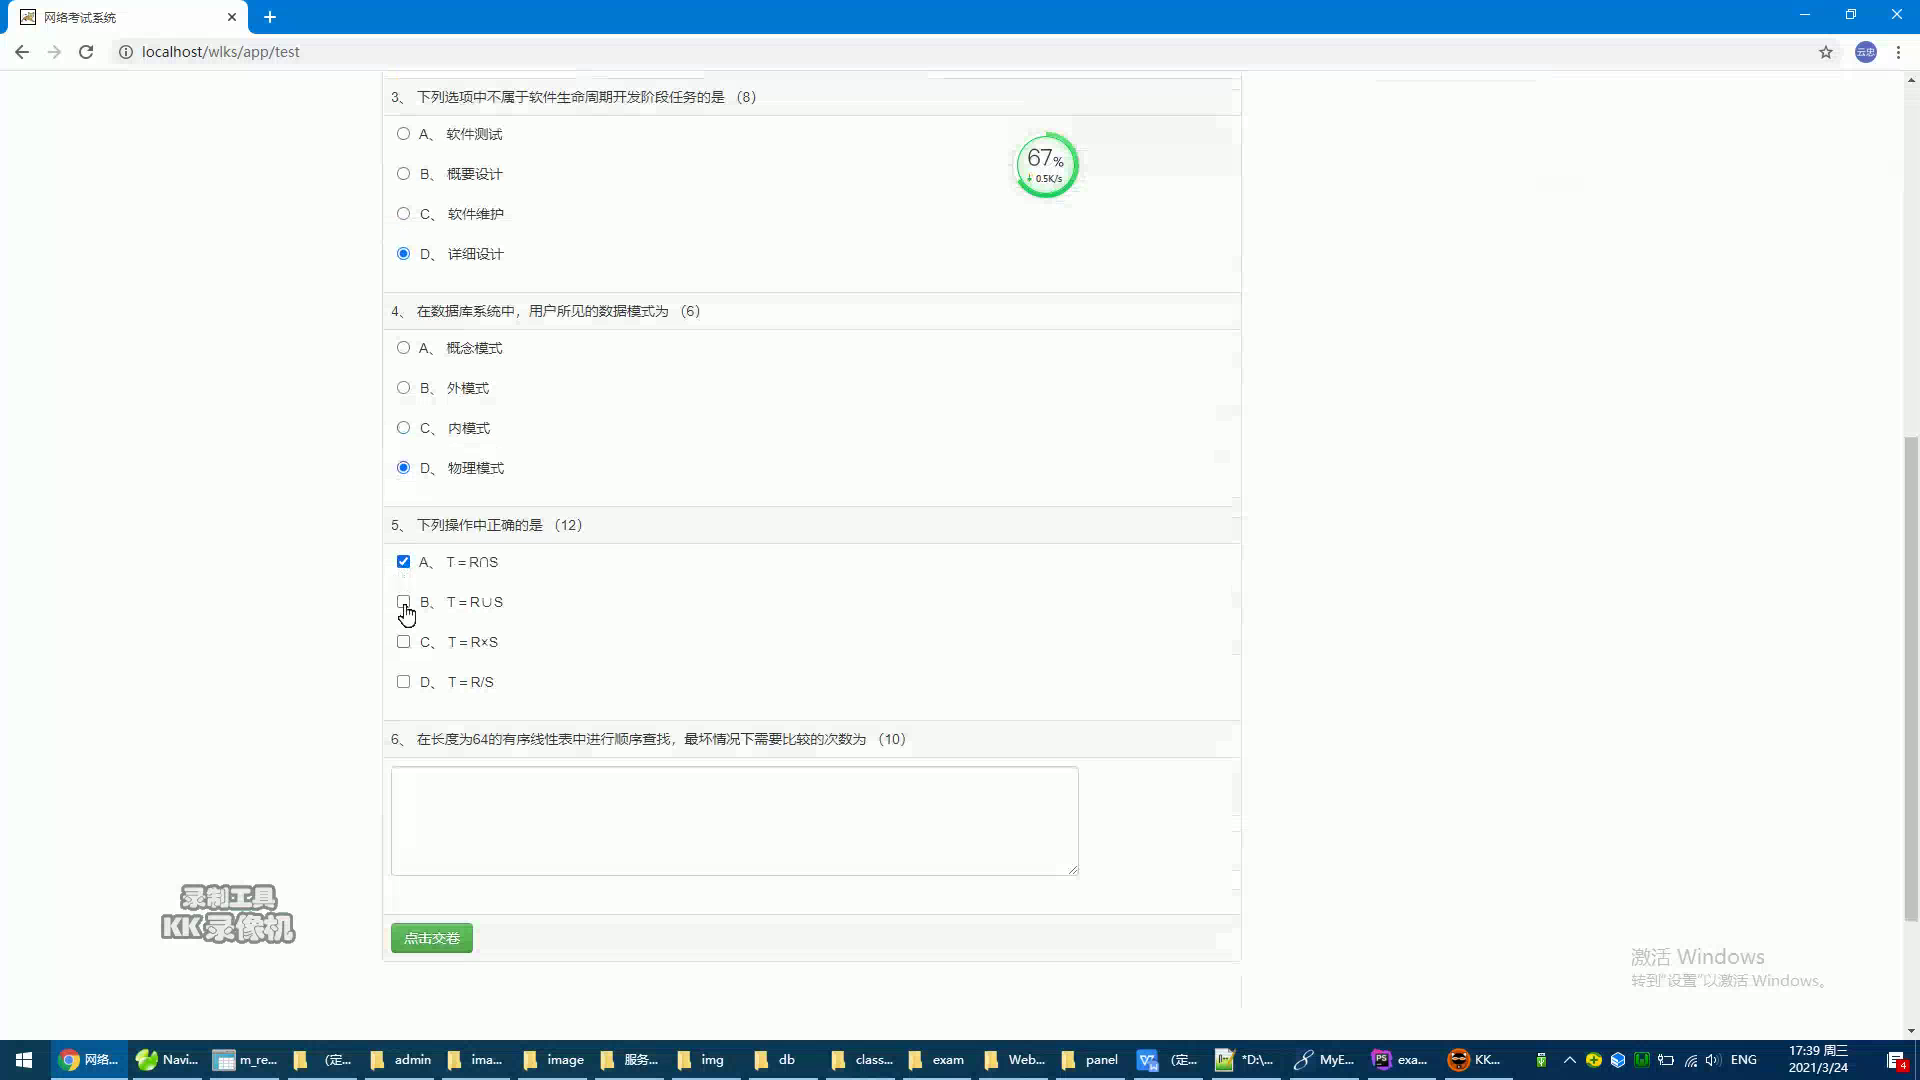 网络考试系统
localhost/wlks/app/test
云忠
3、 下列选项中不属于软件生命周期开发阶段任务的是 （8）
A、 软件测试
B、 概要设计
C、 软件维护
D、 详细设计
67%
0.5K/s
4、 在数据库系统中，用户所见的数据模式为 （6）
A、 概念模式
B、 外模式
C、 内模式
D、 物理模式
5、 下列操作中正确的是 （12）
A、 T=R∩S
B、 T=R∪S
C、 T=R×S
D、 T=R/S
6、 在长度为64的有序线性表中进行顺序查找，最坏情况下需要比较的次数为 （10）
点击交卷
录制工具
KK录像机
激活 Windows
转到"设置"以激活 Windows。
网络... Navi... m_re... (定... admin ima... image 服务... img db class... exam Web... panel (定... *D:\... MyE... exa... KK... ENG
17:39 周三
2021/3/24
4